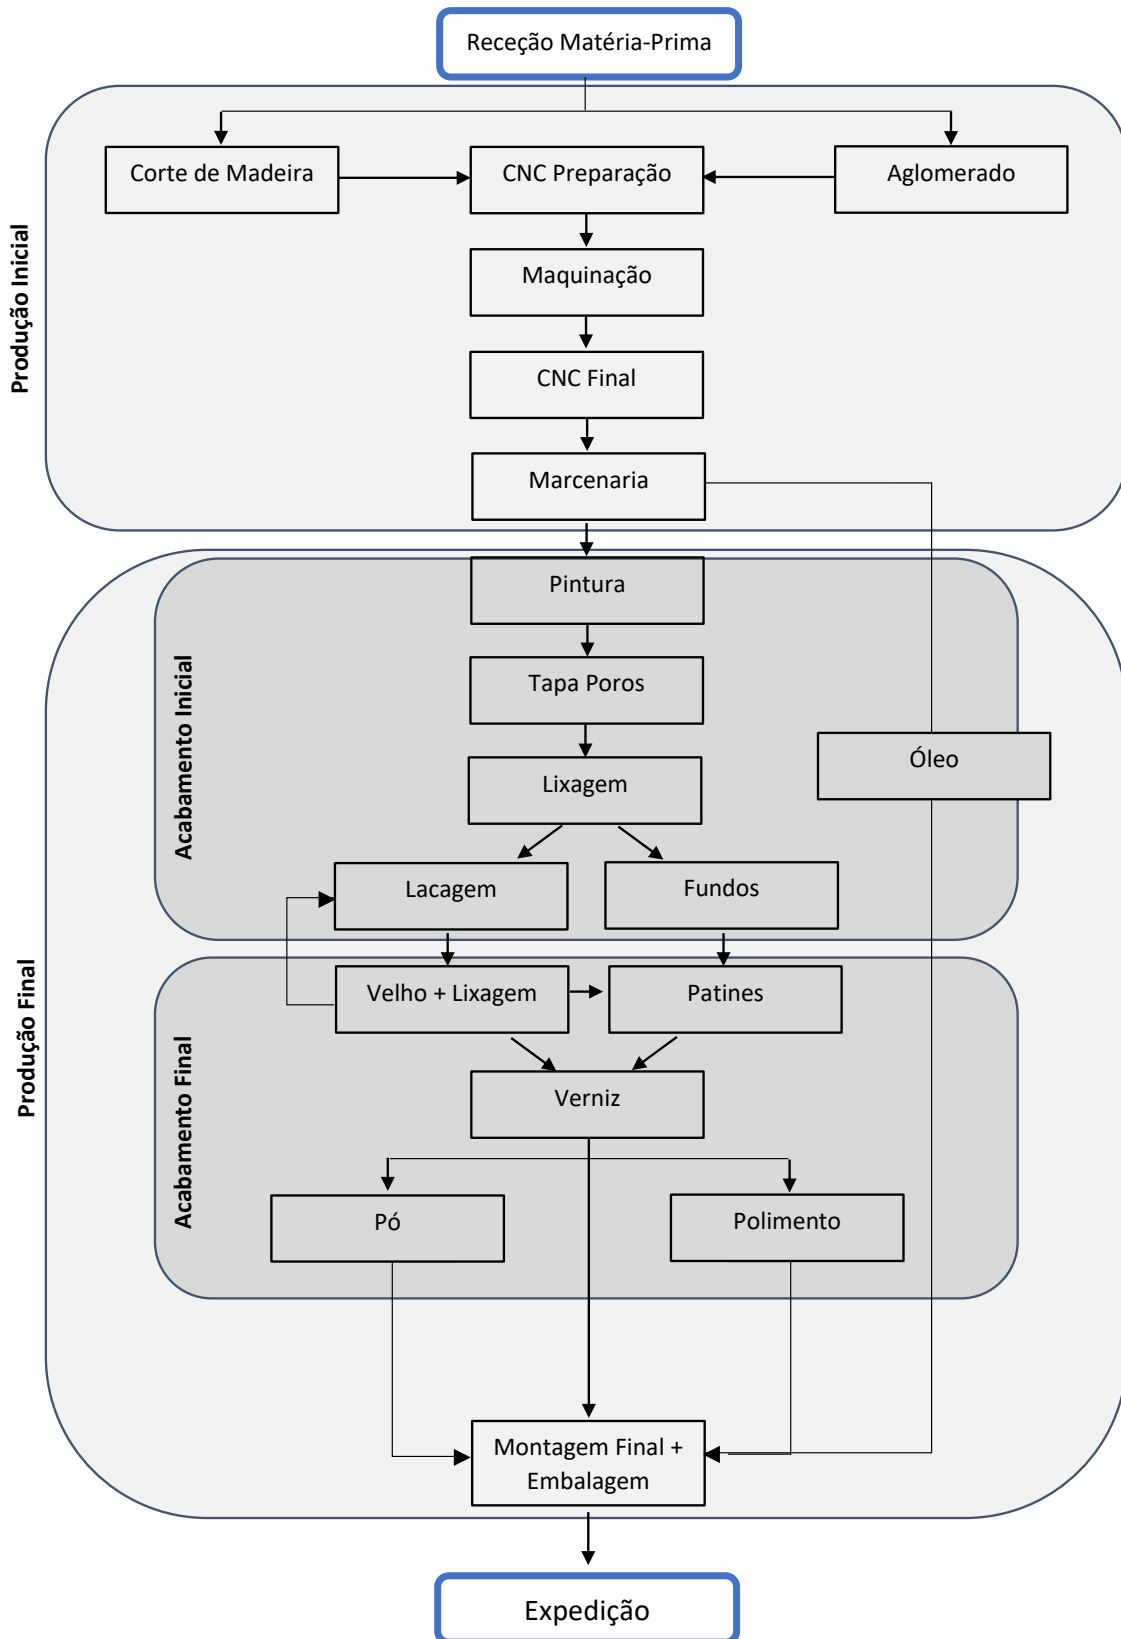 Receção Matéria-Prima
Produção Inicial
Corte de Madeira
CNC Preparação
Aglomerado
Maquinação
CNC Final
Marcenaria
Produção Final
Acabamento Inicial
Pintura
Tapa Poros
Lixagem
Óleo
Lacagem
Fundos
Acabamento Final
Velho + Lixagem
Patines
Verniz
Pó
Polimento
Montagem Final +
Embalagem
Expedição